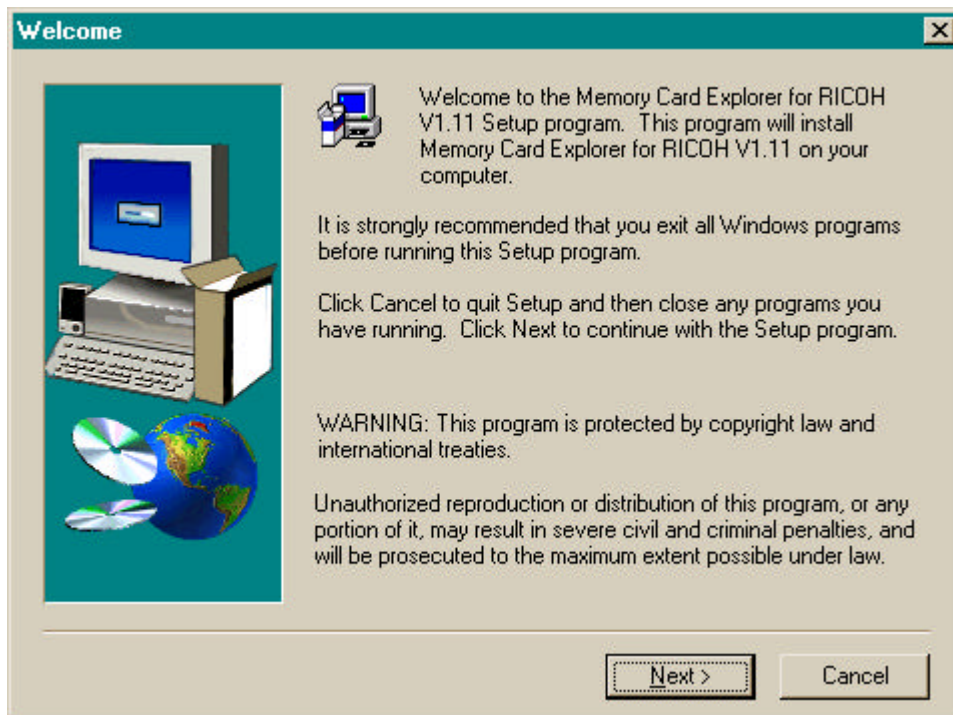 Welcome
Welcome to the Memory Card Explorer for RICOH
V1.11 Setup program.  This program will install
Memory Card Explorer for RICOH V1.11 on your
computer.
It is strongly recommended that you exit all Windows programs
before running this Setup program.
Click Cancel to quit Setup and then close any programs you
have running.  Click Next to continue with the Setup program.
WARNING: This program is protected by copyright law and
international treaties.
Unauthorized reproduction or distribution of this program, or any
portion of it, may result in severe civil and criminal penalties, and
will be prosecuted to the maximum extent possible under law.
Next >
Cancel